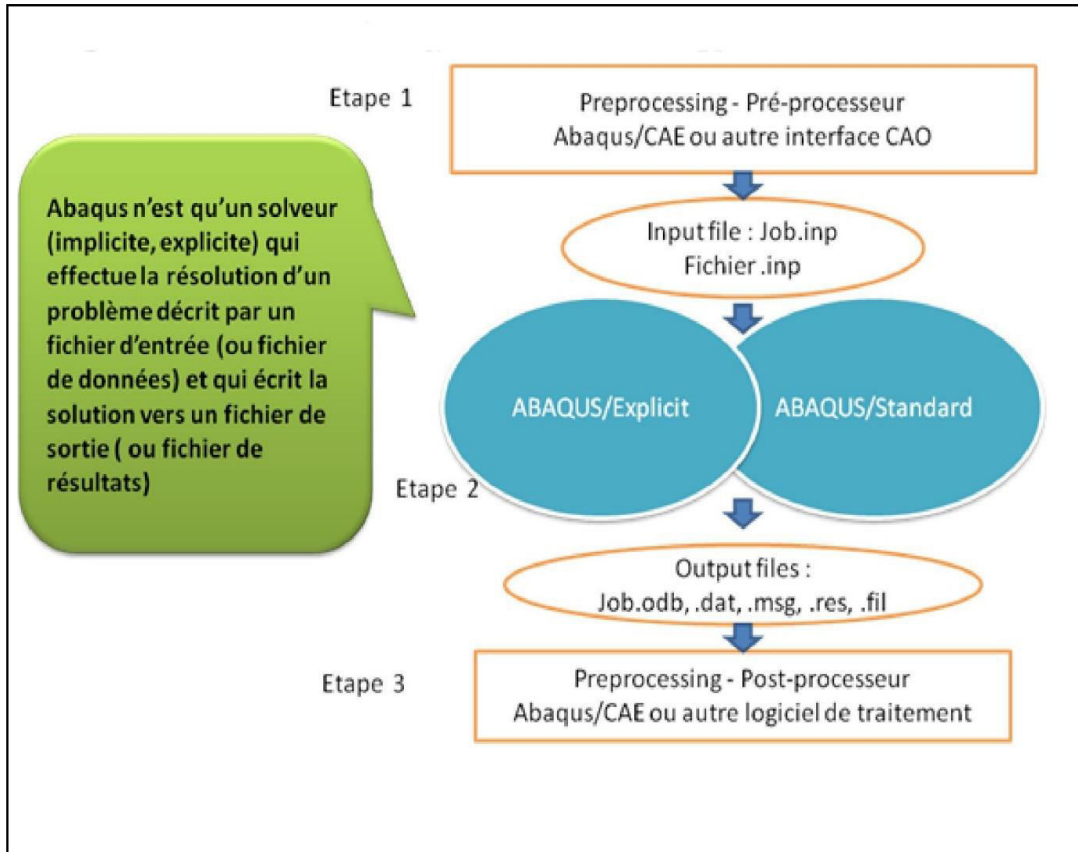 Etape 1
Preprocessing - Pré-processeur
Abaqus/CAE ou autre interface CAO
Input file : Job.inp
Fichier .inp
Abaqus n'est qu'un solveur
(implicite, explicite) qui
effectue la résolution d'un
problème décrit par un
fichier d'entrée (ou fichier
de données) et qui écrit la
solution vers un fichier de
sortie ( ou fichier de
résultats)
ABAQUS/Explicit
ABAQUS/Standard
Etape 2
Output files :
Job.odb, .dat, .msg, .res, .fil
Etape 3
Preprocessing - Post-processeur
Abaqus/CAE ou autre logiciel de traitement